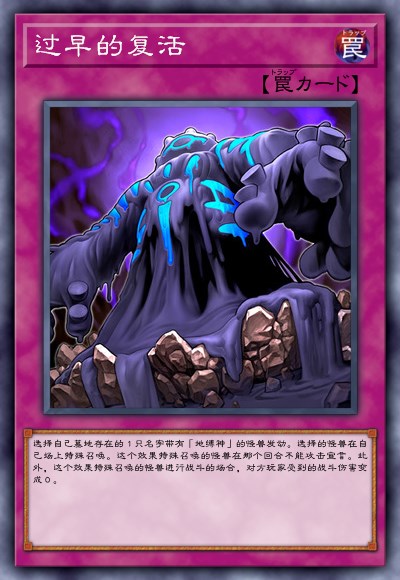 过早的复活
トラップ
罠
トラップ
【罠カード】
选择自己墓地存在的1只名字带有「地缚神」的怪兽发动。选择的怪兽在自
己场上特殊召唤。这个效果特殊召唤的怪兽在那个回合不能攻击宣言。此
外，这个效果特殊召唤的怪兽进行战斗的场合，对方玩家受到的战斗伤害变
成0。